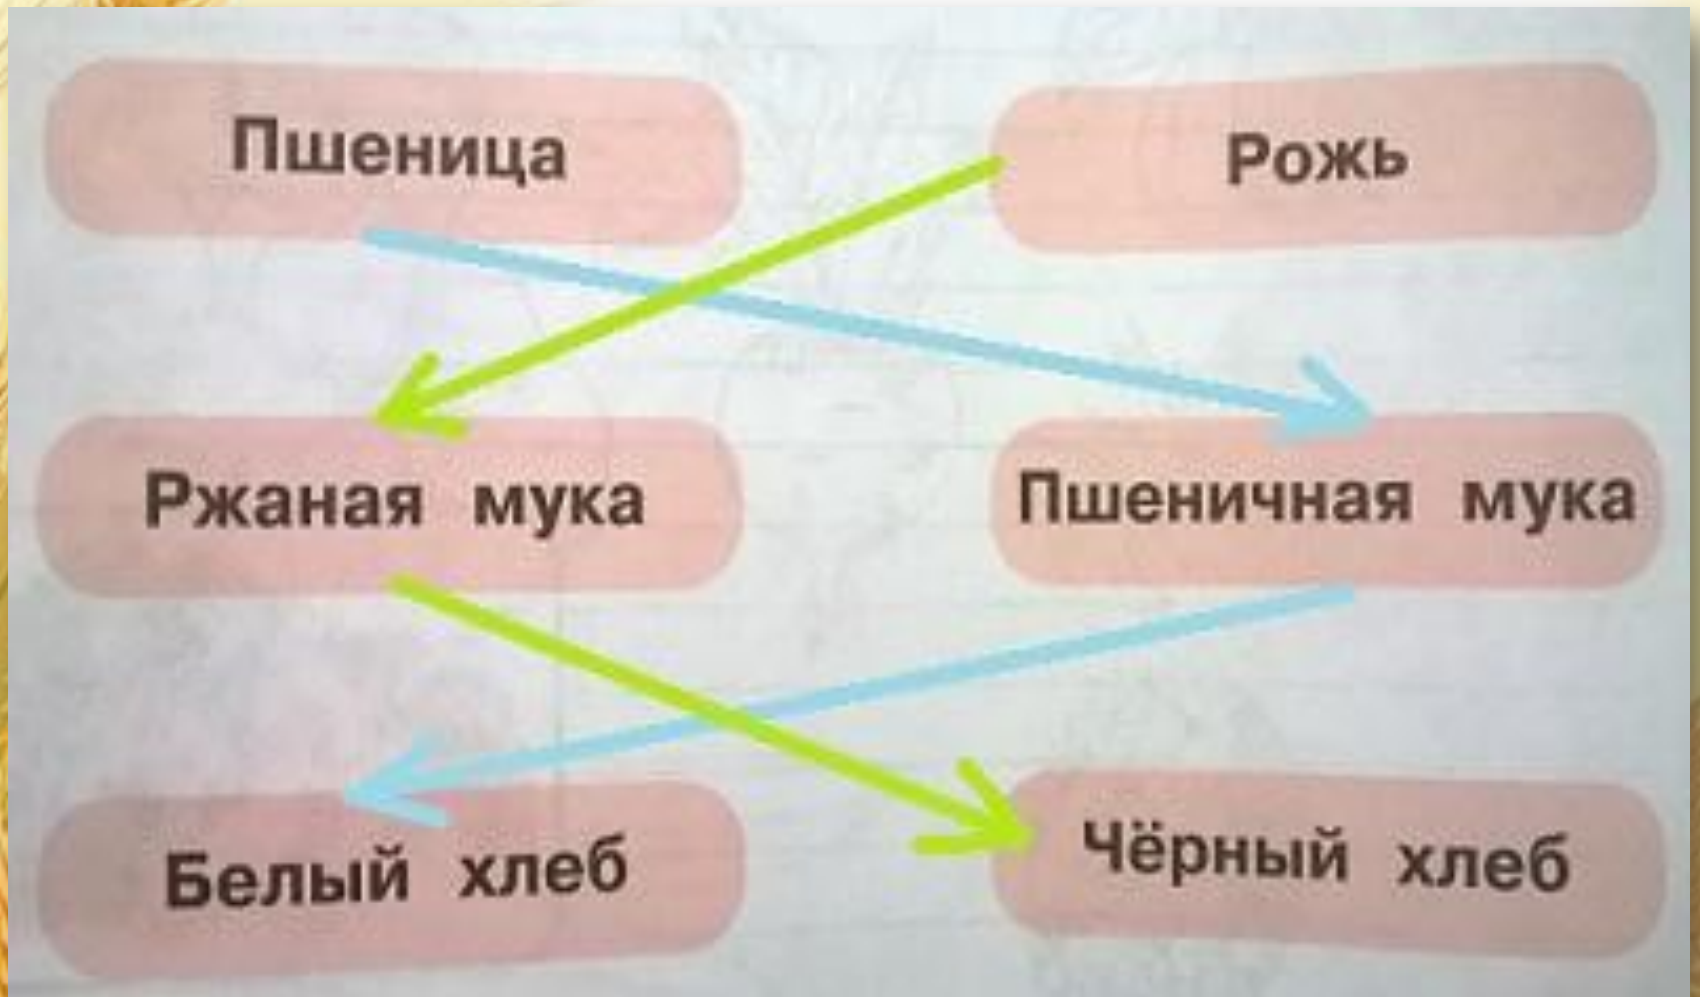 Пшеница
Рожь
Ржаная мука
Пшеничная мука
Белый хлеб
Чёрный хлеб